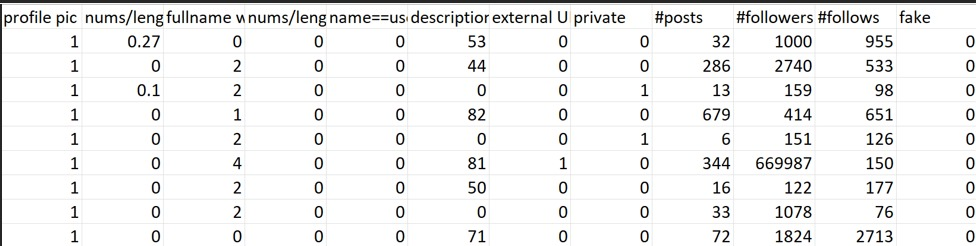 profile pic nums/leng fullname w nums/leng name==use description external U private #posts #followers #follows fake
1 0.27 0 0 0 53 0 0 32 1000 955 0
1 0 2 0 0 44 0 0 286 2740 533 0
1 0.1 2 0 0 0 0 1 13 159 98 0
1 0 1 0 0 82 0 0 679 414 651 0
1 0 2 0 0 0 0 1 6 151 126 0
1 0 4 0 0 81 1 0 344 669987 150 0
1 0 2 0 0 50 0 0 16 122 177 0
1 0 2 0 0 0 0 0 33 1078 76 0
1 0 0 0 0 71 0 0 72 1824 2713 0